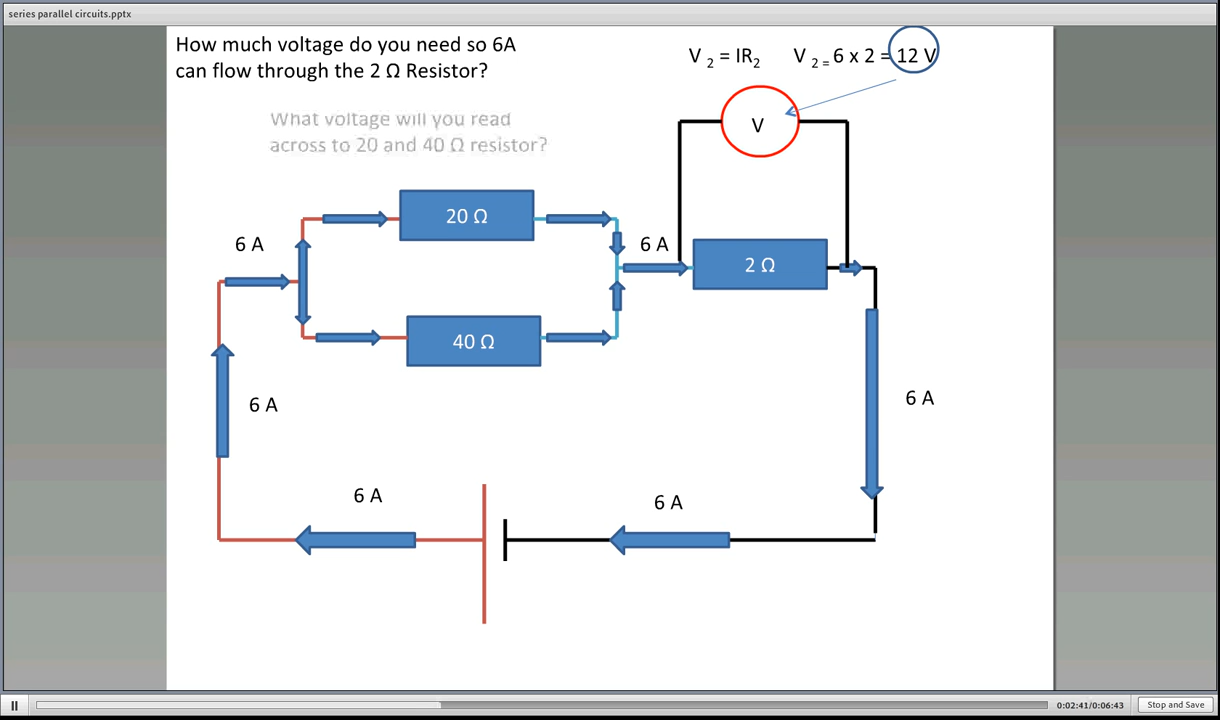 series parallel circuits.pptx
How much voltage do you need so 6A
can flow through the 2 Ω Resistor?
V 2 = IR2
V 2 = 6 x 2 = 12 V
What voltage will you read
across to 20 and 40 Ω resistor?
V
20 Ω
6 A
6 A
2 Ω
40 Ω
6 A
6 A
6 A
6 A
0:02:41/0:06:43
Stop and Save